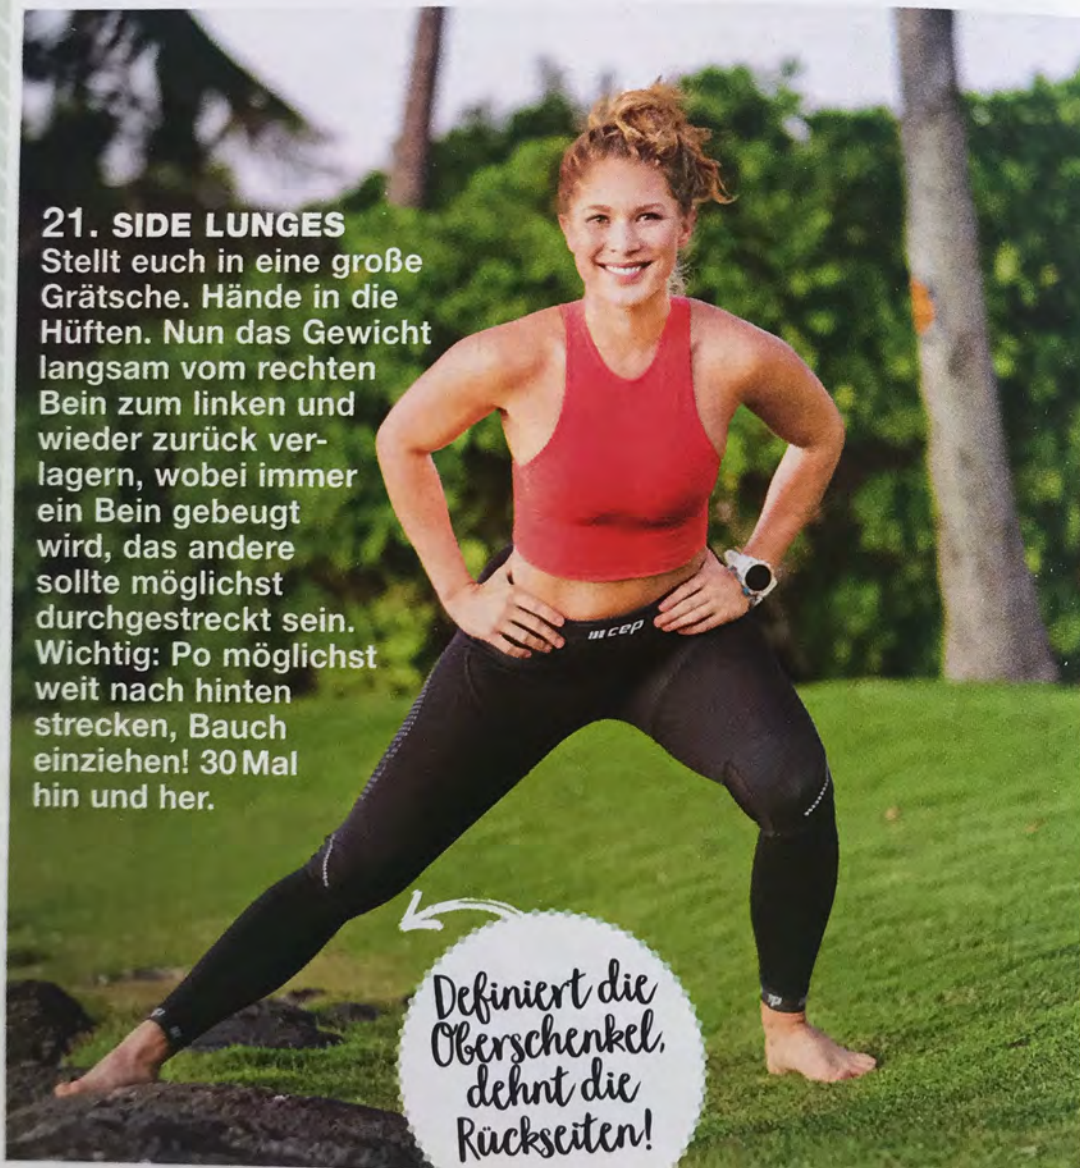 21. SIDE LUNGES
Stellt euch in eine große
Grätsche. Hände in die
Hüften. Nun das Gewicht
langsam vom rechten
Bein zum linken und
wieder zurück ver-
lagern, wobei immer
ein Bein gebeugt
wird, das andere
sollte möglichst
durchgestreckt sein.
Wichtig: Po möglichst
weit nach hinten
strecken, Bauch
einziehen! 30 Mal
hin und her.
cep
Definiert die
Oberschenkel,
dehnt die
Rückseiten!